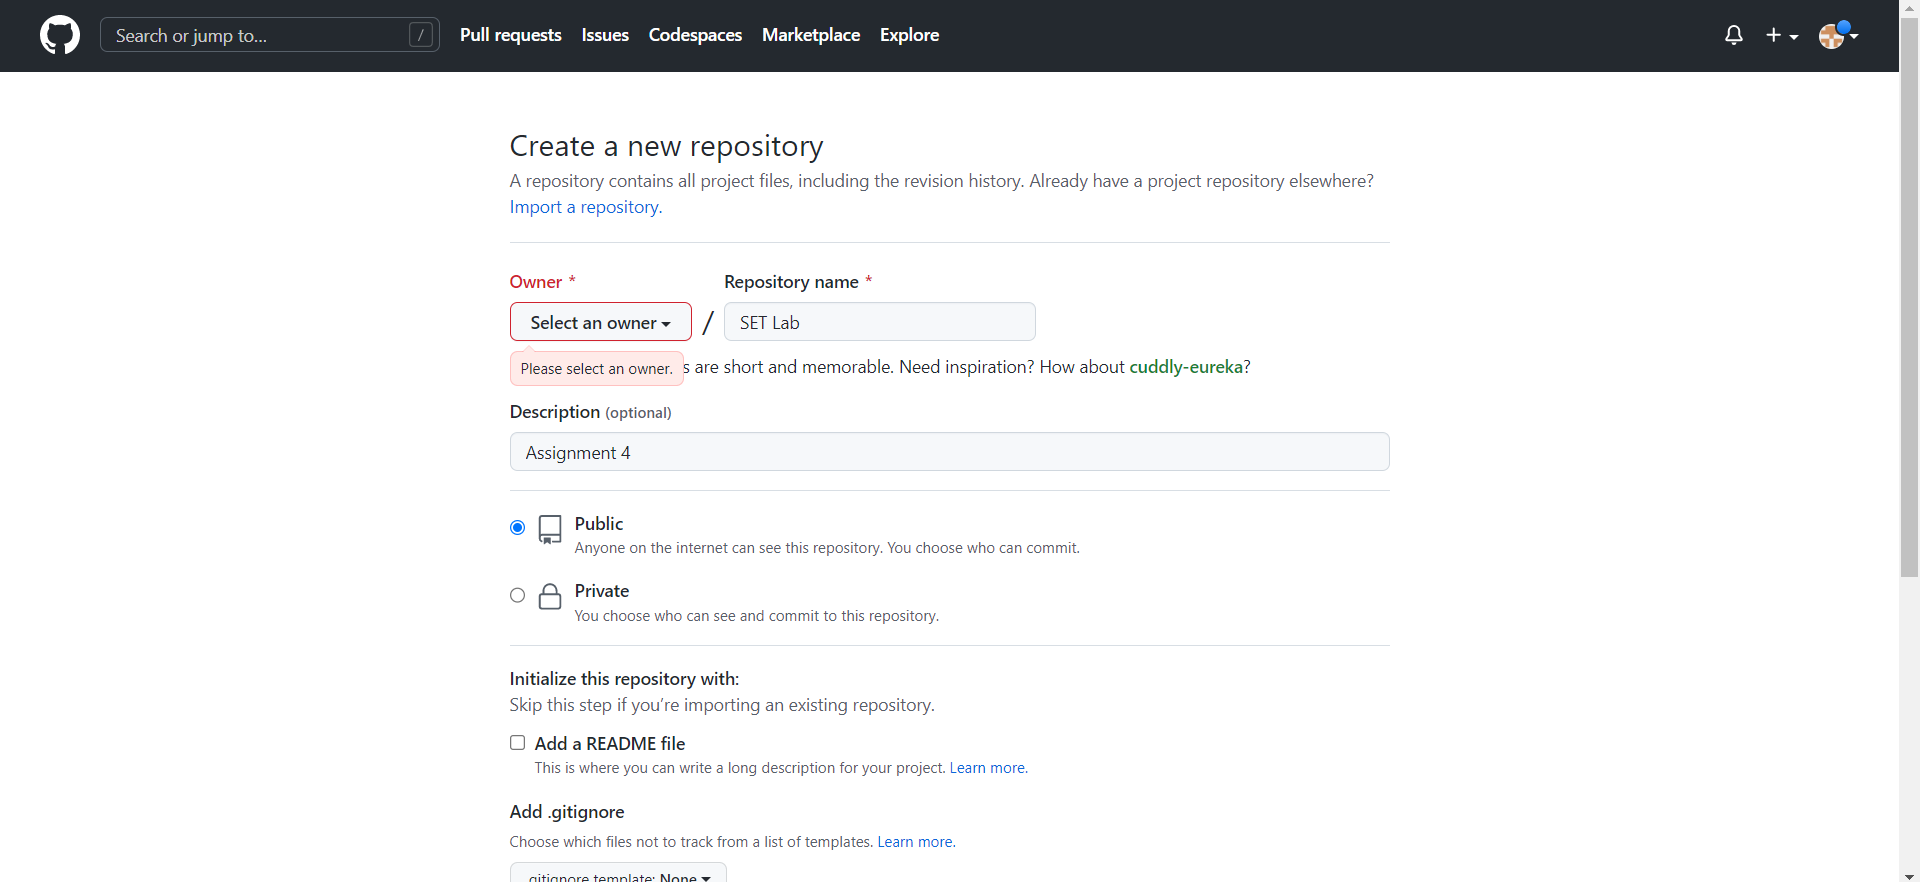 Search or jump to...
/
Pull requests
Issues
Codespaces
Marketplace
Explore
Create a new repository
A repository contains all project files, including the revision history. Already have a project repository elsewhere?
Import a repository.
Owner *
Repository name *
Select an owner
/
SET Lab
Please select an owner.
s are short and memorable. Need inspiration? How about cuddly-eureka?
Description (optional)
Assignment 4
Public
Anyone on the internet can see this repository. You choose who can commit.
Private
You choose who can see and commit to this repository.
Initialize this repository with:
Skip this step if you’re importing an existing repository.
Add a README file
This is where you can write a long description for your project. Learn more.
Add .gitignore
Choose which files not to track from a list of templates. Learn more.
.gitignore template: None